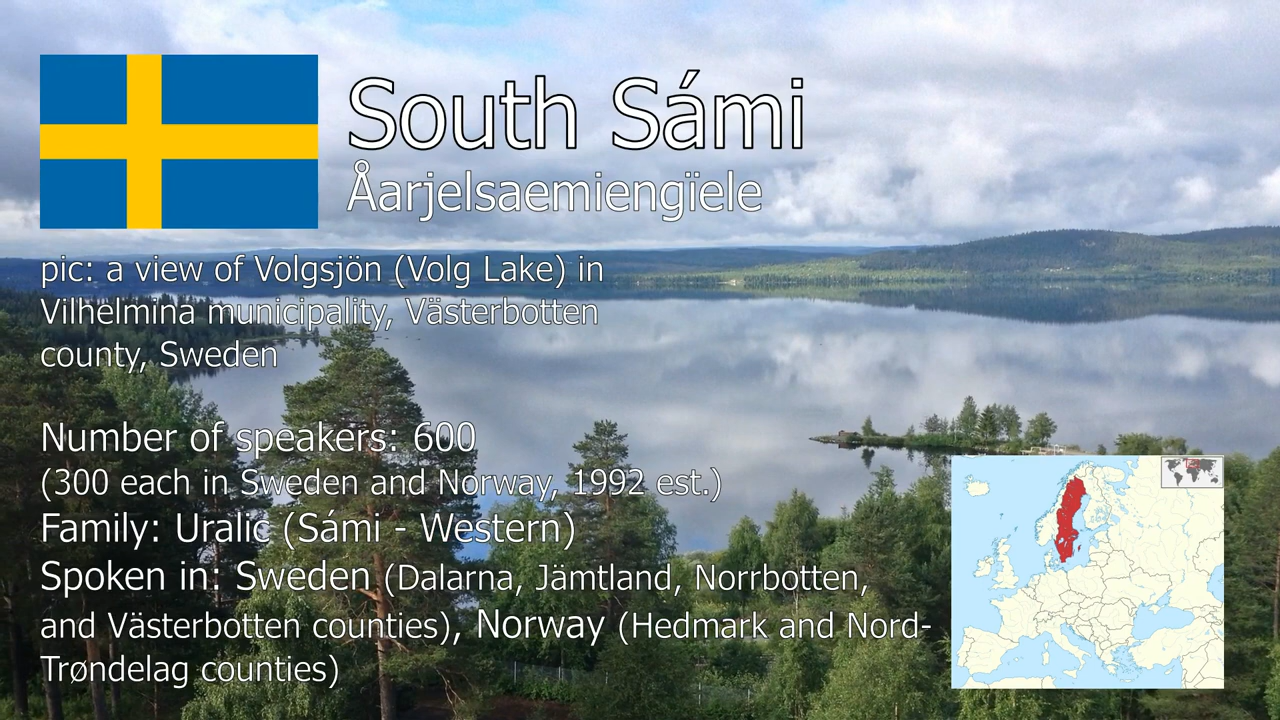 South Sámi
Åarjelsaemiengïele
pic: a view of Volgsjön (Volg Lake) in
Vilhelmina municipality, Västerbotten
county, Sweden
Number of speakers: 600
(300 each in Sweden and Norway, 1992 est.)
Family: Uralic (Sámi - Western)
Spoken in: Sweden (Dalarna, Jämtland, Norrbotten,
and Västerbotten counties), Norway (Hedmark and Nord-
Trøndelag counties)